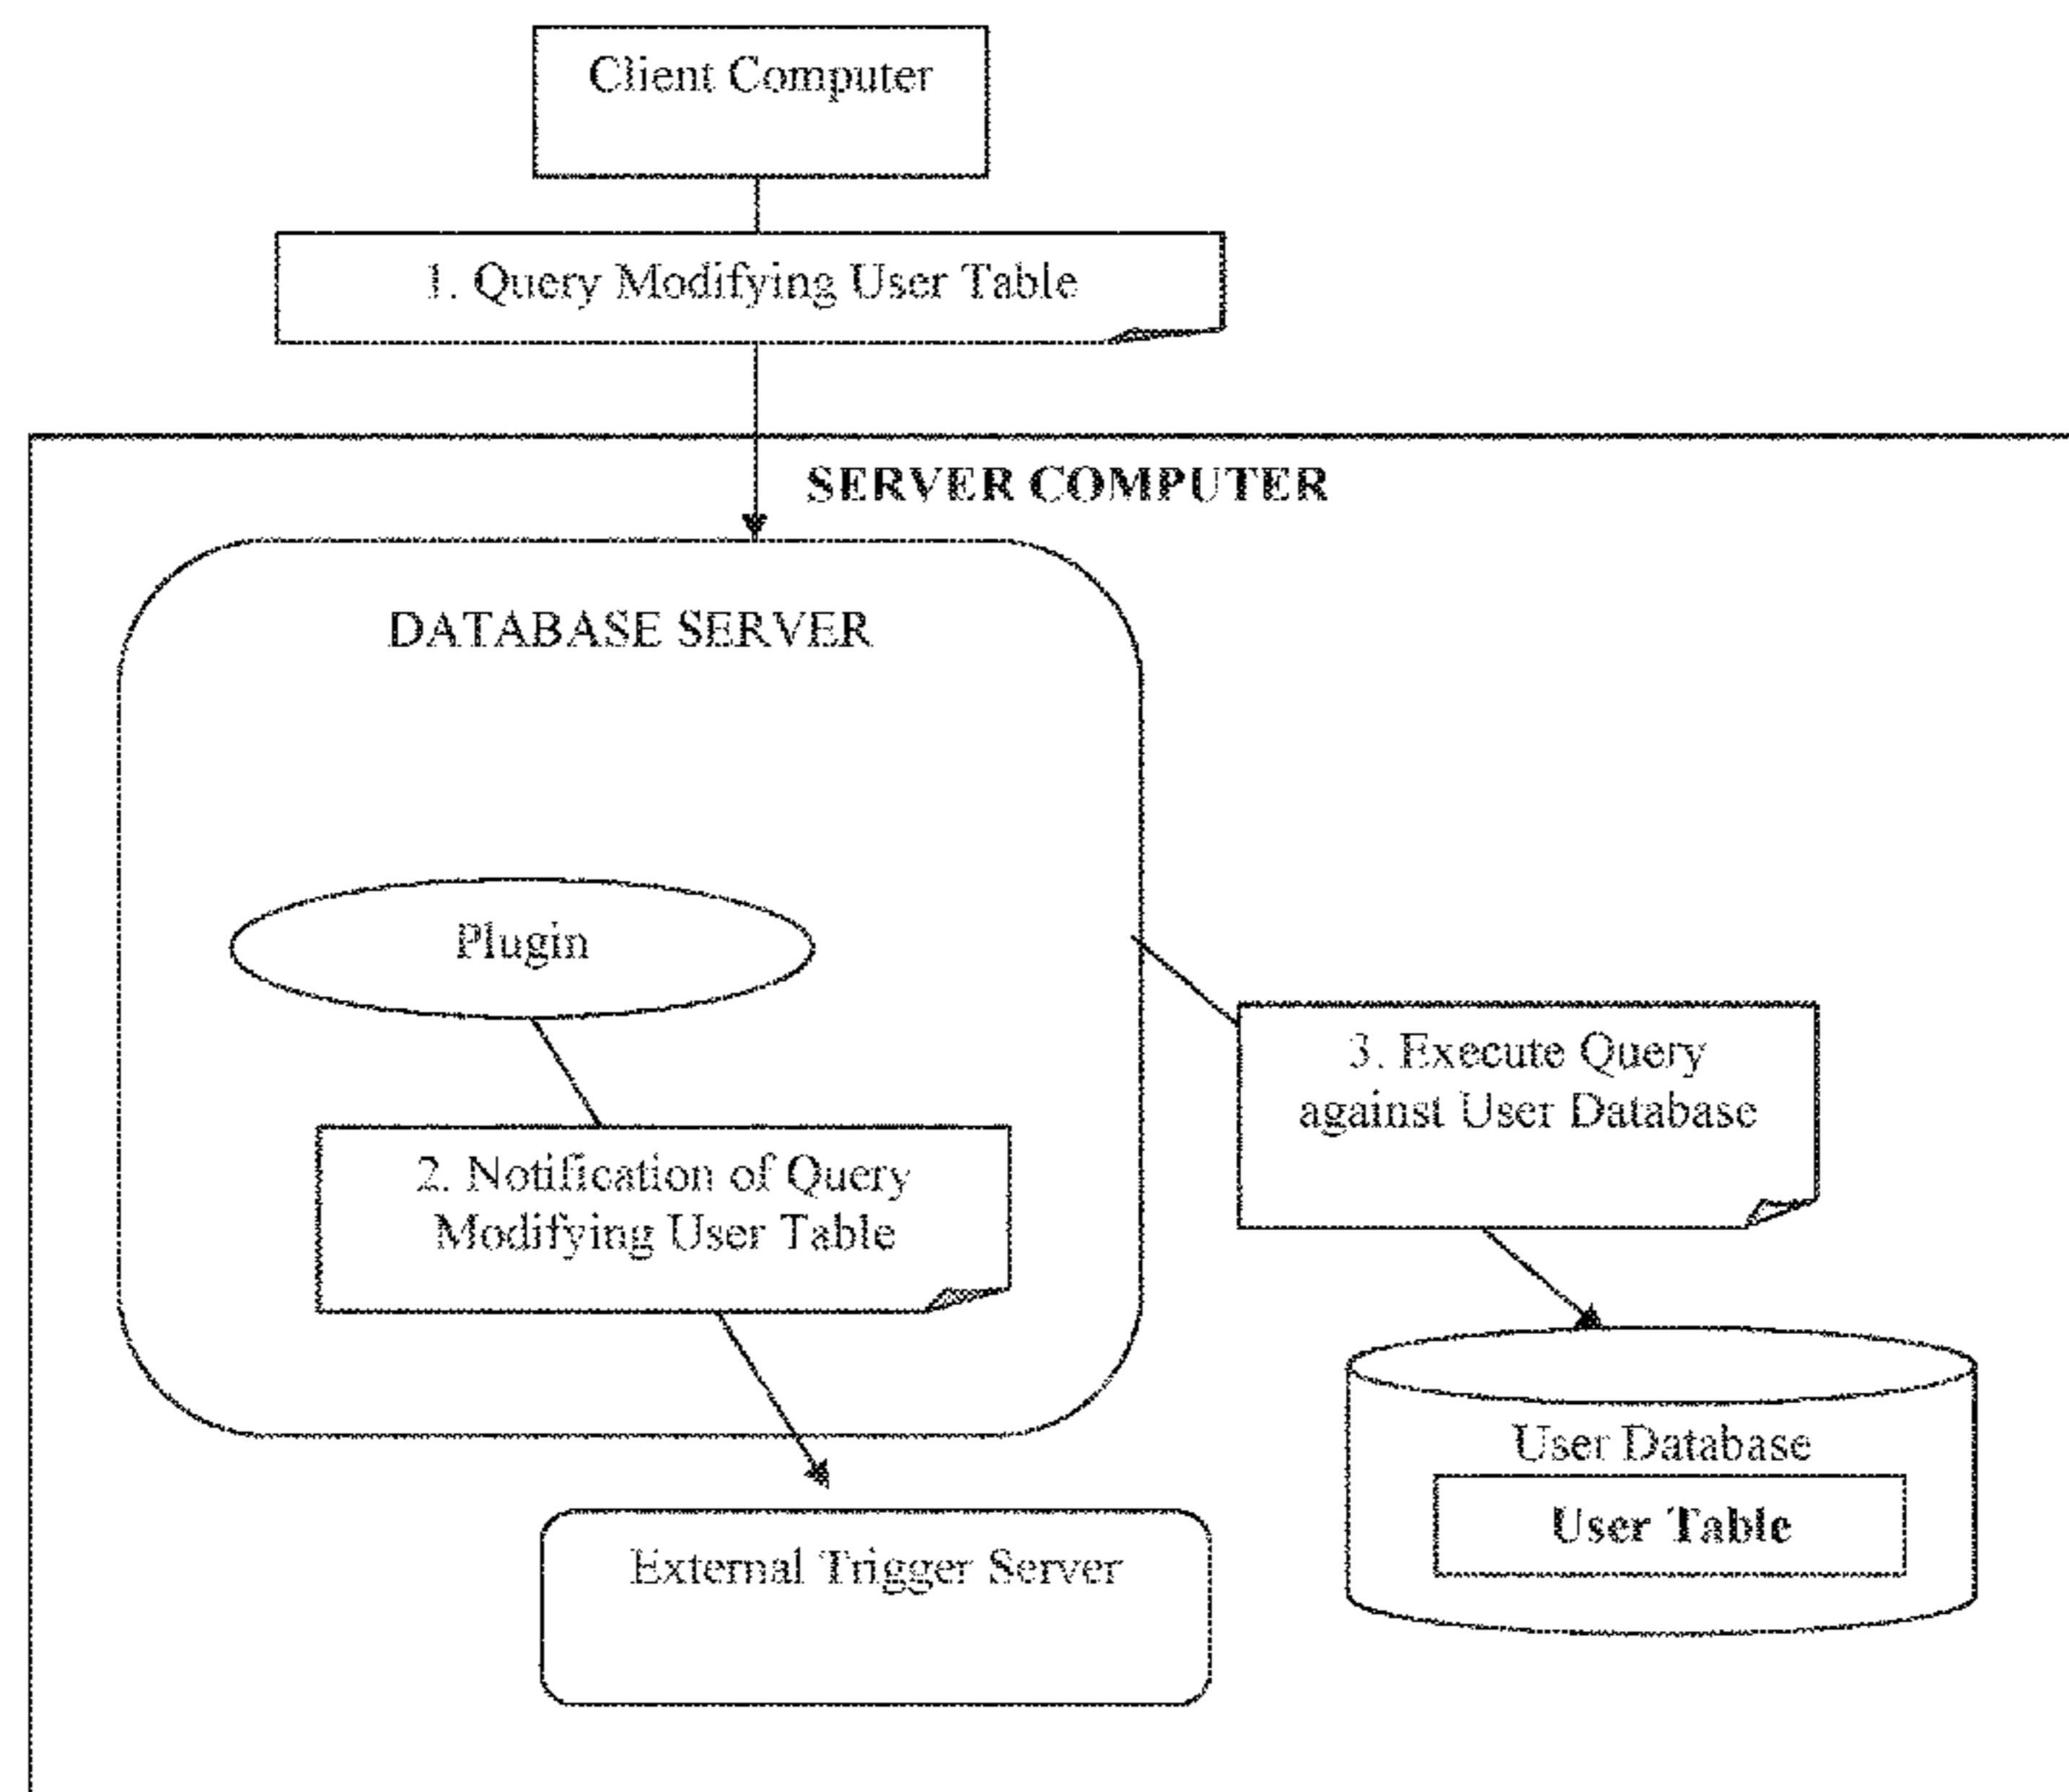 Client Computer
1. Query Modifying User Table
SERVER COMPUTER
DATABASE SERVER
Plugin
2. Notification of Query
Modifying User Table
3. Execute Query
against User Database
User Database
User Table
External Trigger Server